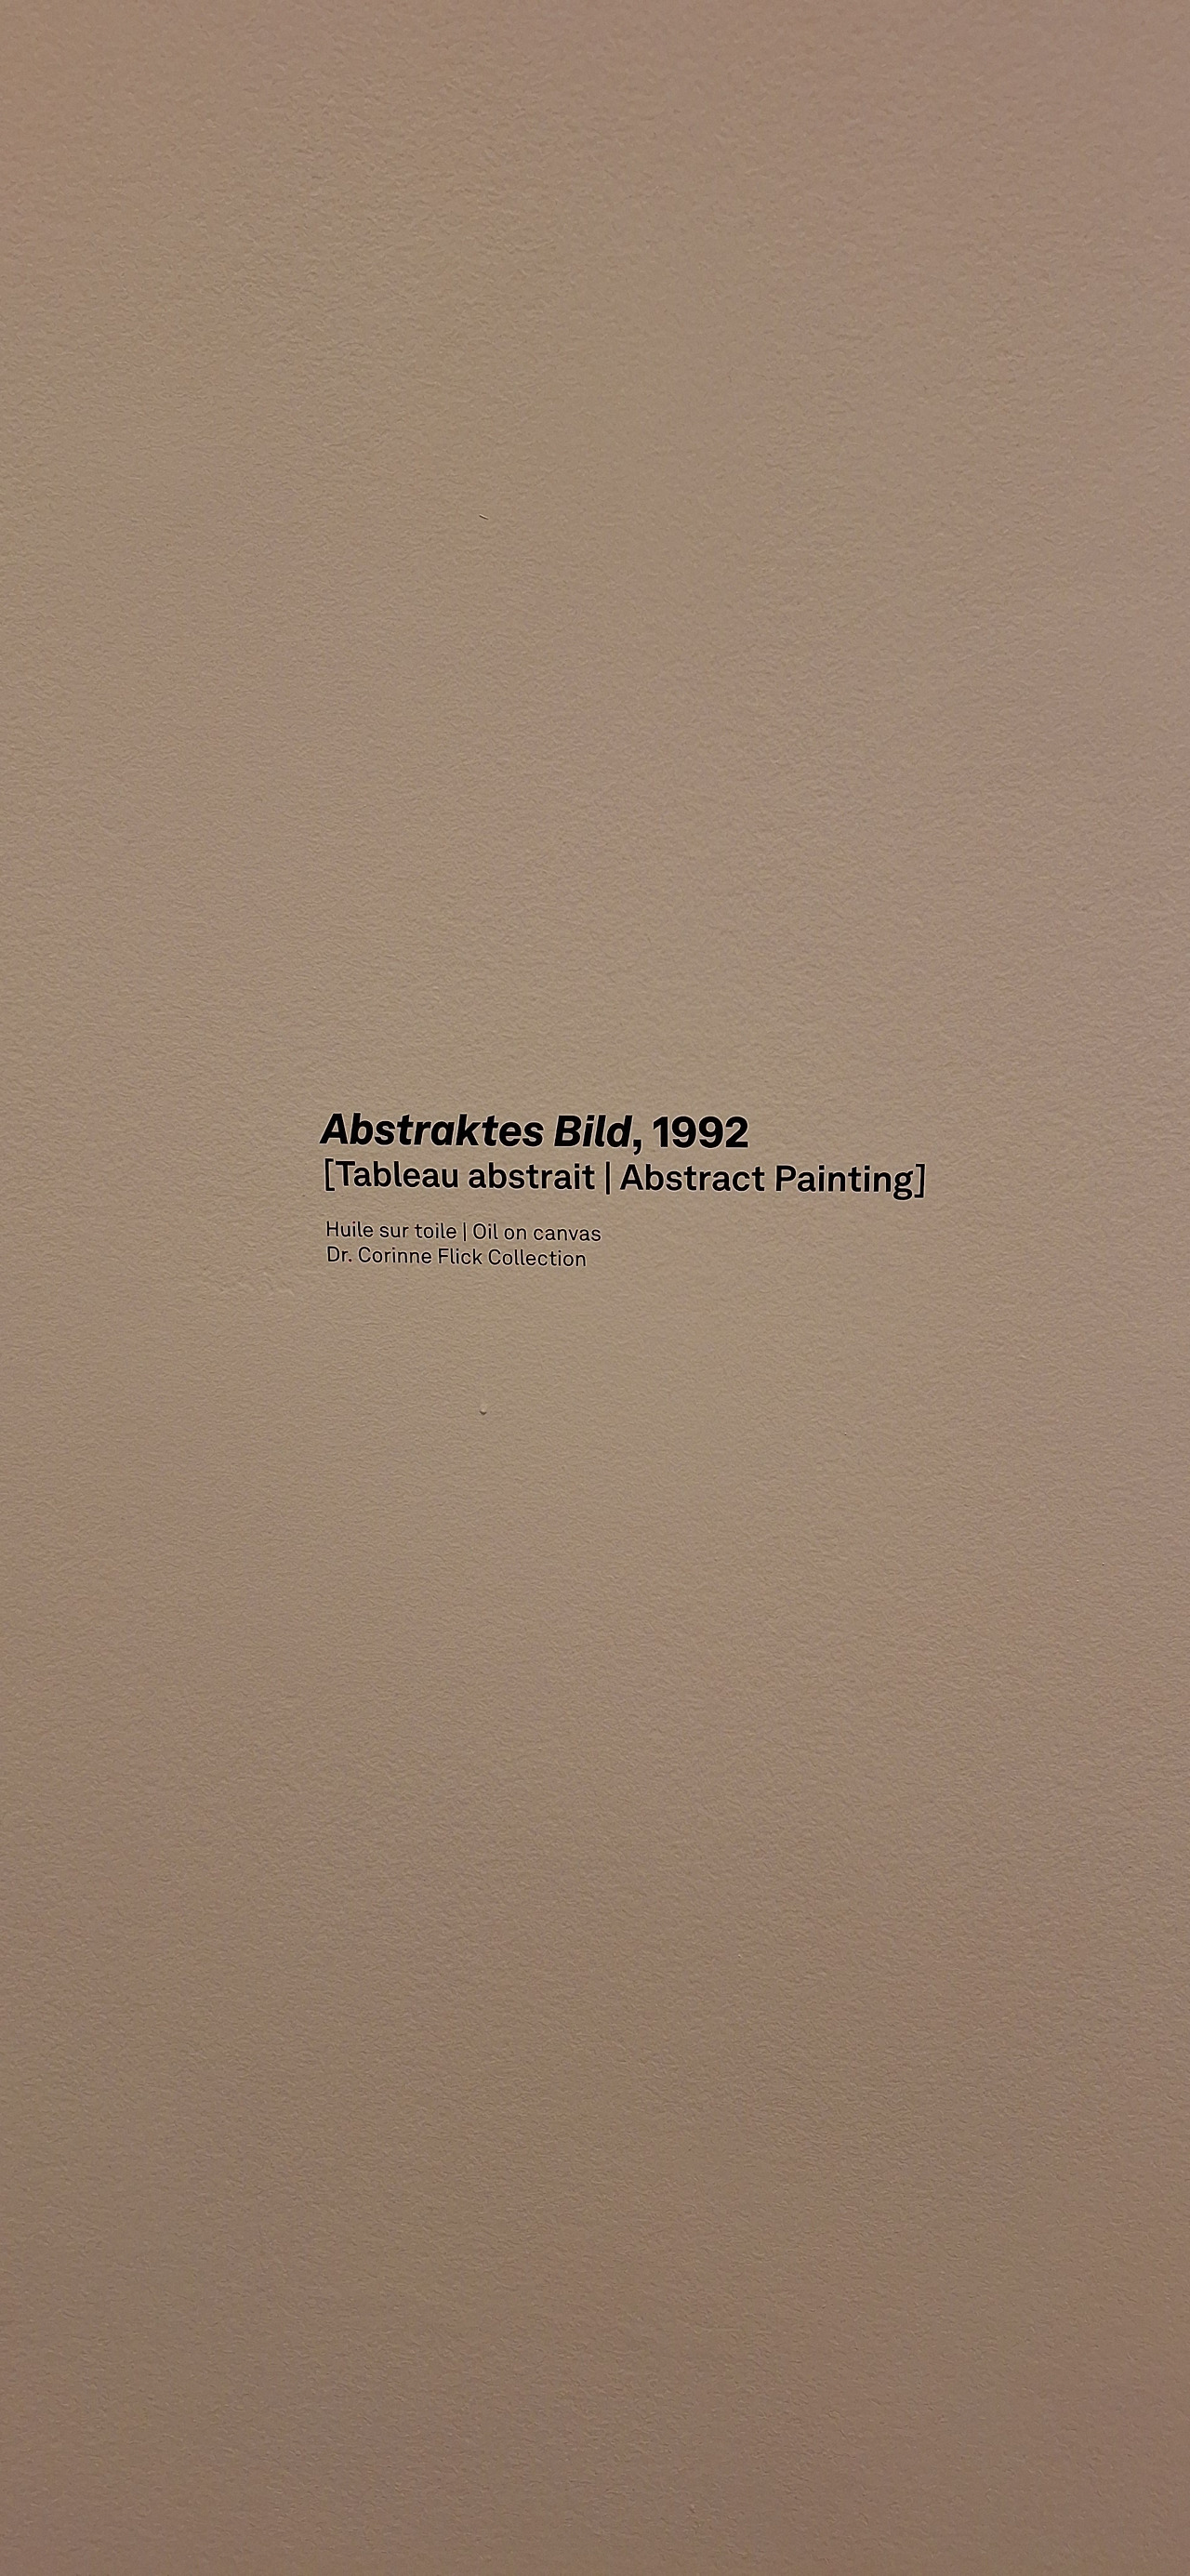 Abstraktes Bild, 1992
[Tableau abstrait | Abstract Painting]
Huile sur toile | Oil on canvas
Dr. Corinne Flick Collection